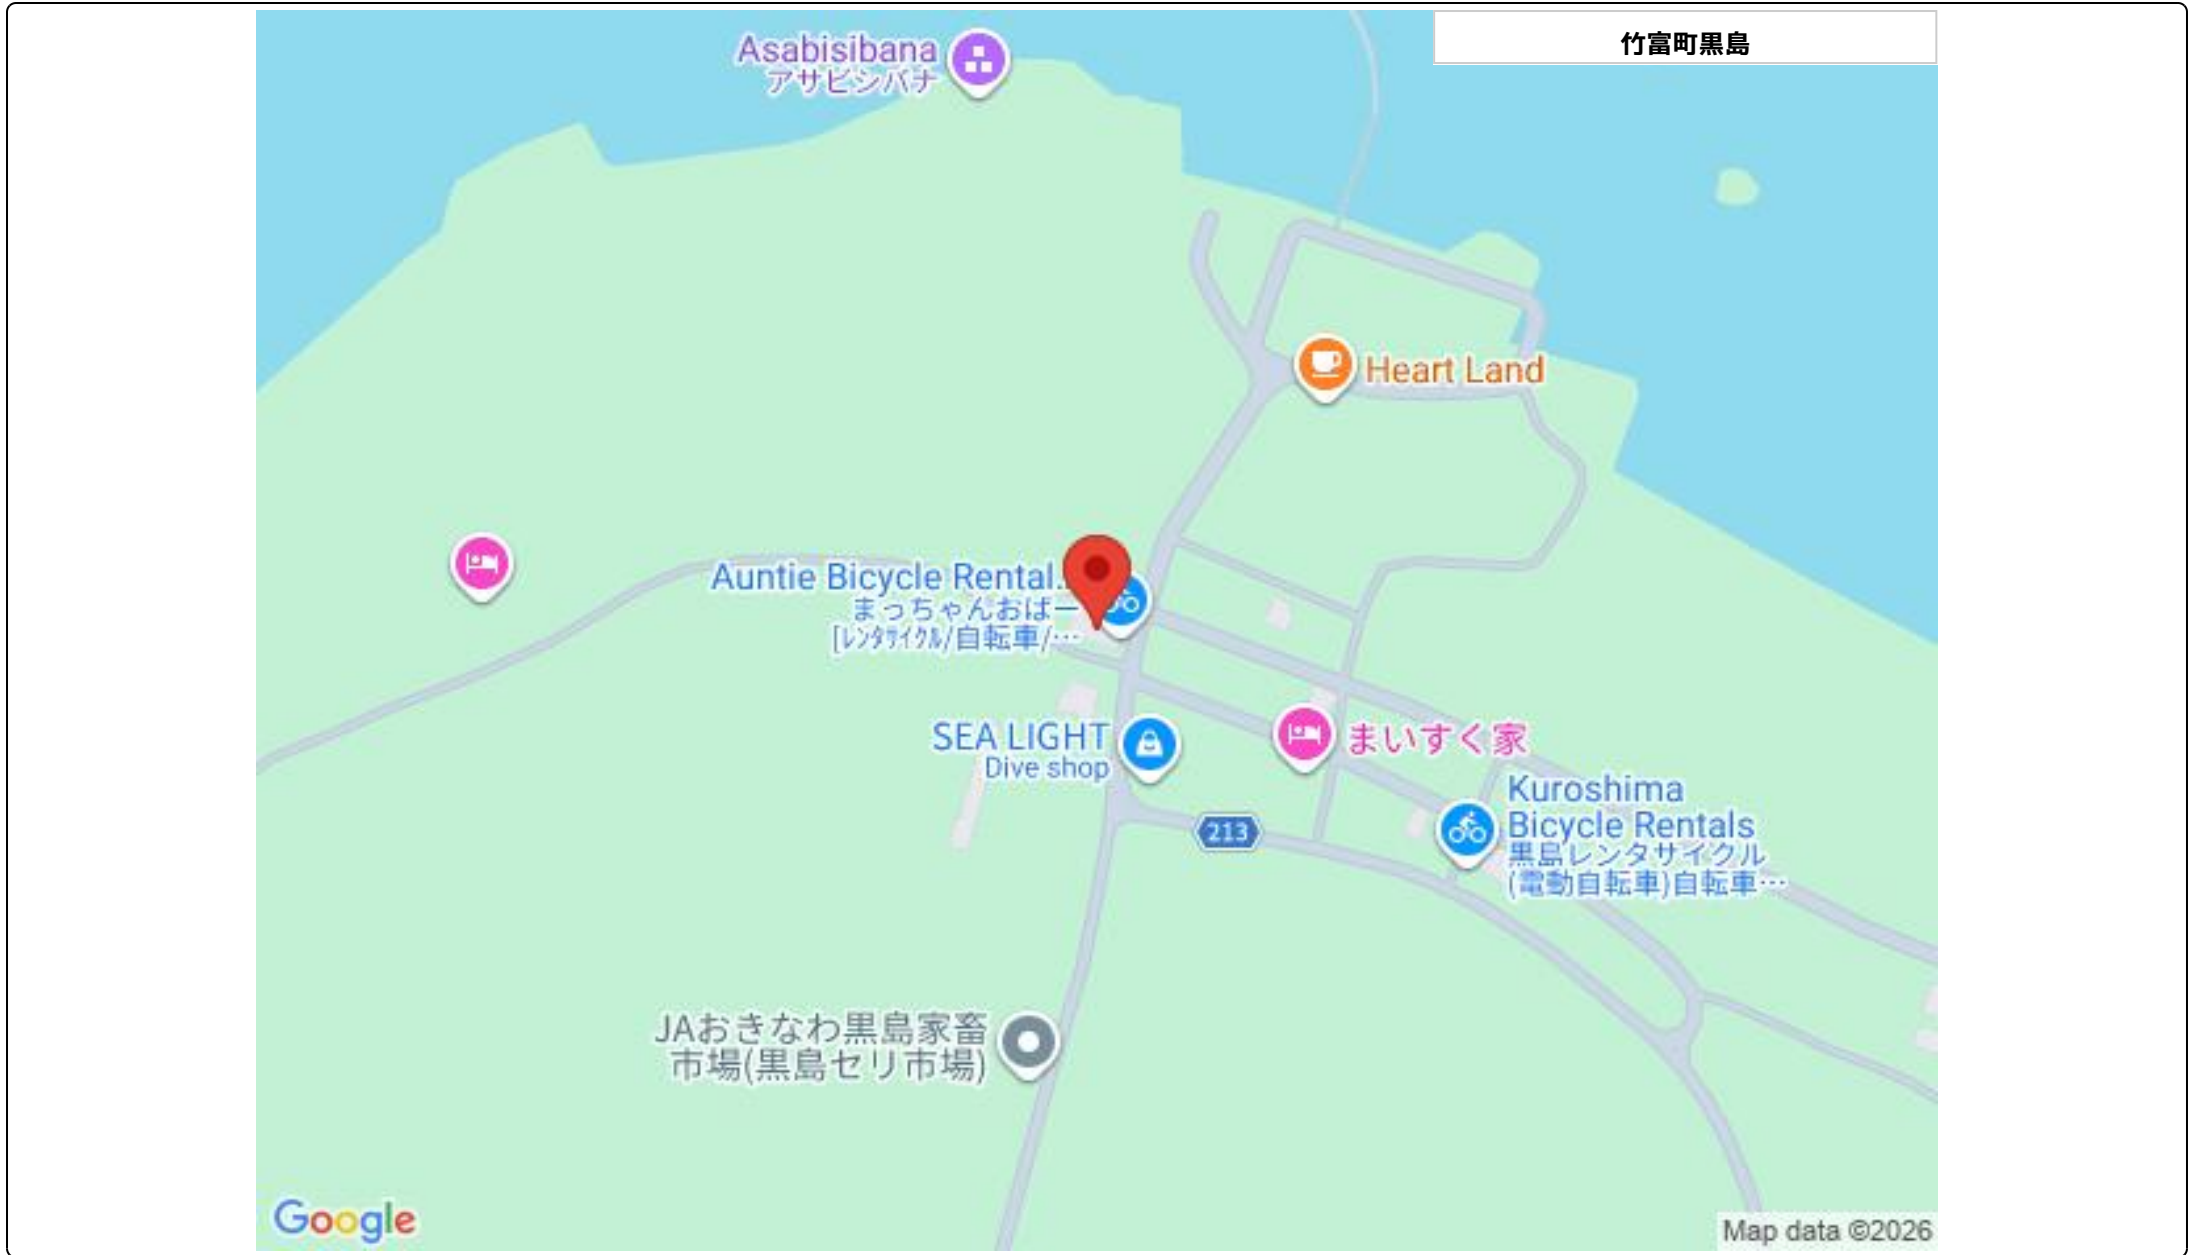 竹富町黒島
Asabisibana
アサビシバナ
Heart Land
Auntie Bicycle Rental...
まっちゃんおばー
[ﾚﾝﾀｻｲｸﾙ/自転車/…
SEA LIGHT
Dive shop
まいすく家
Kuroshima
Bicycle Rentals
黒島レンタサイクル
(電動自転車)自転車…
213
JAおきなわ黒島家畜
市場(黒島セリ市場)
Google
Map data ©2026